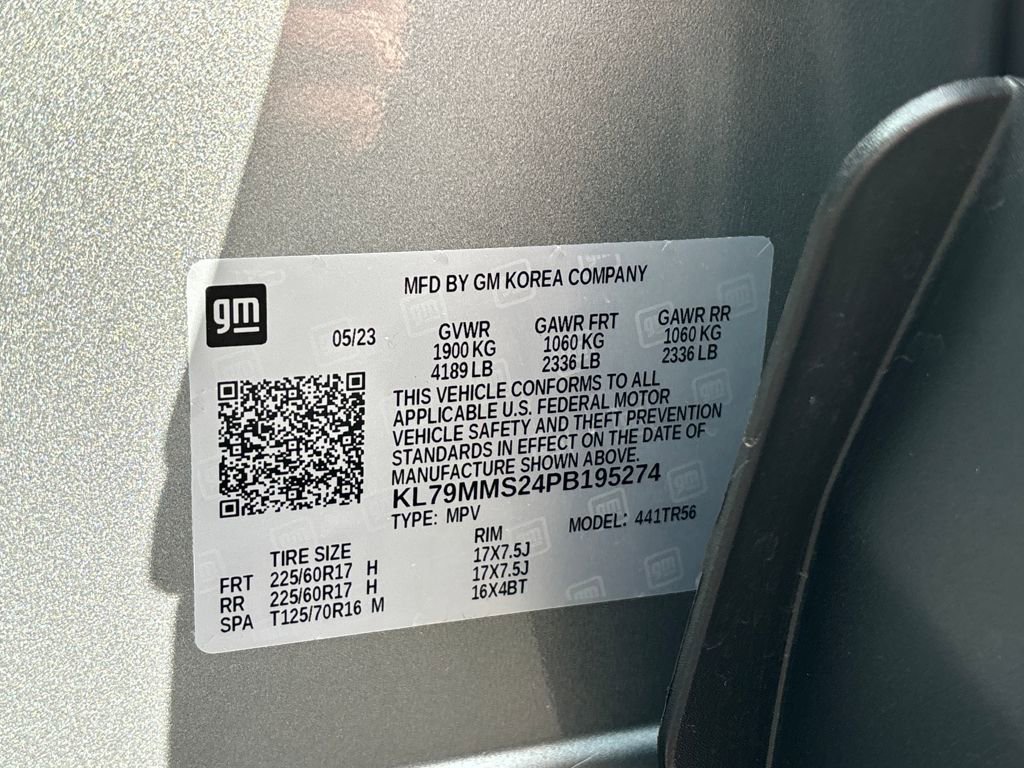 gm
MFD BY GM KOREA COMPANY
05/23
GVWR
1900 KG
4189 LB
GAWR FRT
1060 KG
2336 LB
GAWR RR
1060 KG
2336 LB
THIS VEHICLE CONFORMS TO ALL
APPLICABLE U.S. FEDERAL MOTOR
VEHICLE SAFETY AND THEFT PREVENTION
STANDARDS IN EFFECT ON THE DATE OF
MANUFACTURE SHOWN ABOVE.
KL79MMS24PB195274
TYPE: MPV MODEL: 441TR56
TIRE SIZE RIM
FRT 225/60R17 H 17X7.5J
RR 225/60R17 H 17X7.5J
SPA T125/70R16 M 16X4BT